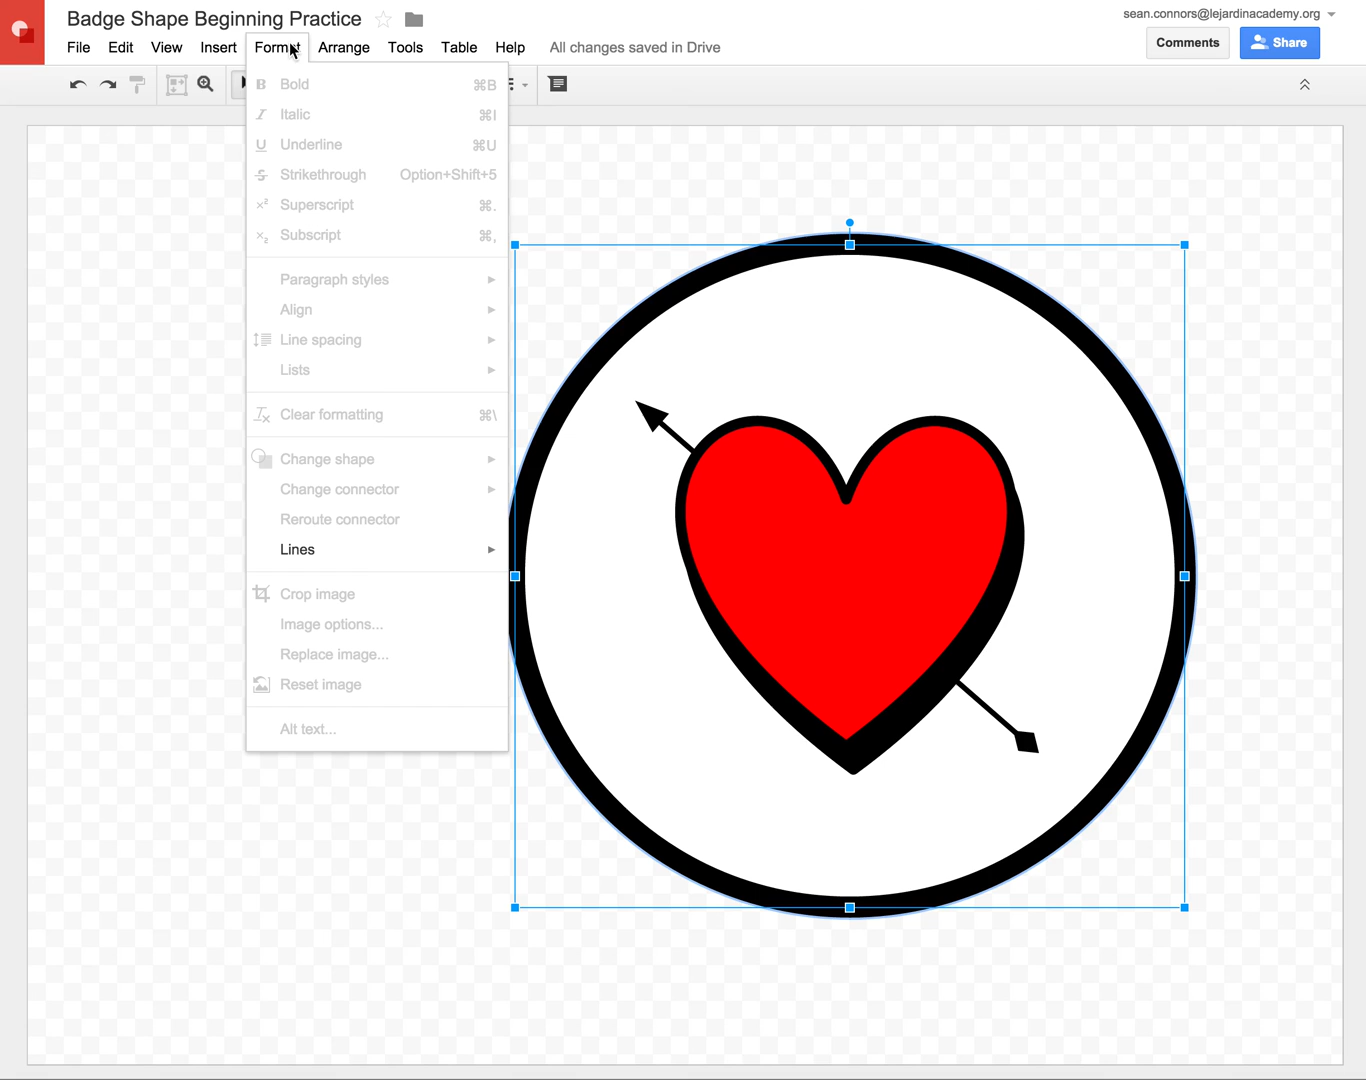 Badge Shape Beginning Practice
sean.connors@lejardinacademy.org
File Edit View Insert Format Arrange Tools Table Help All changes saved in Drive
Comments Share
B Bold ⌘B
I Italic ⌘I
U Underline ⌘U
S Strikethrough Option+Shift+5
x² Superscript ⌘.
x₂ Subscript ⌘,
Paragraph styles
Align
Line spacing
Lists
Clear formatting ⌘\
Change shape
Change connector
Reroute connector
Lines
Crop image
Image options...
Replace image...
Reset image
Alt text...